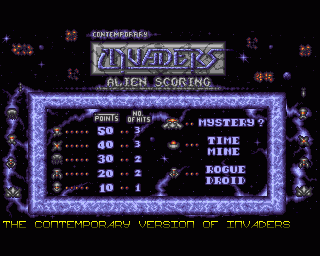 CONTEMPORARY
INVADERS
ALIEN SCORING
POINTS NO. OF HITS
50 .. 3
40 .. 3
30 .. 2
20 .. 2
10 .. 1
MYSTERY ?
TIME MINE
ROGUE DROID
THE CONTEMPORARY VERSION OF INVADERS